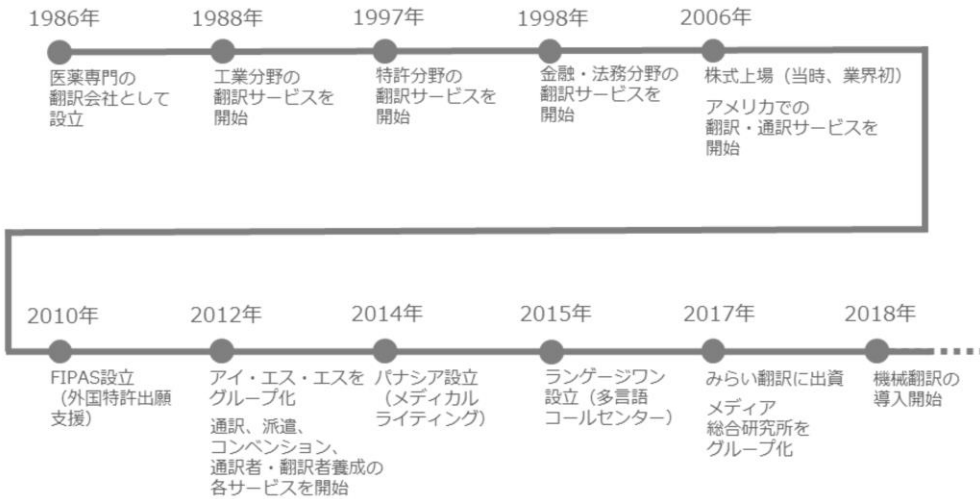 1986年
医薬専門の
翻訳会社として
設立
1988年
工業分野の
翻訳サービスを
開始
1997年
特許分野の
翻訳サービスを
開始
1998年
金融・法務分野の
翻訳サービスを
開始
2006年
株式上場（当時、業界初）
アメリカでの
翻訳・通訳サービスを
開始
2010年
FIPAS設立
（外国特許出願
支援）
2012年
アイ・エス・エスを
グループ化
通訳、派遣、
コンベンション、
通訳者・翻訳者養成の
各サービスを開始
2014年
パナシア設立
（メディカル
ライティング）
2015年
ランゲージワン
設立（多言語
コールセンター）
2017年
みらい翻訳に出資
メディア
総合研究所を
グループ化
2018年
機械翻訳の
導入開始